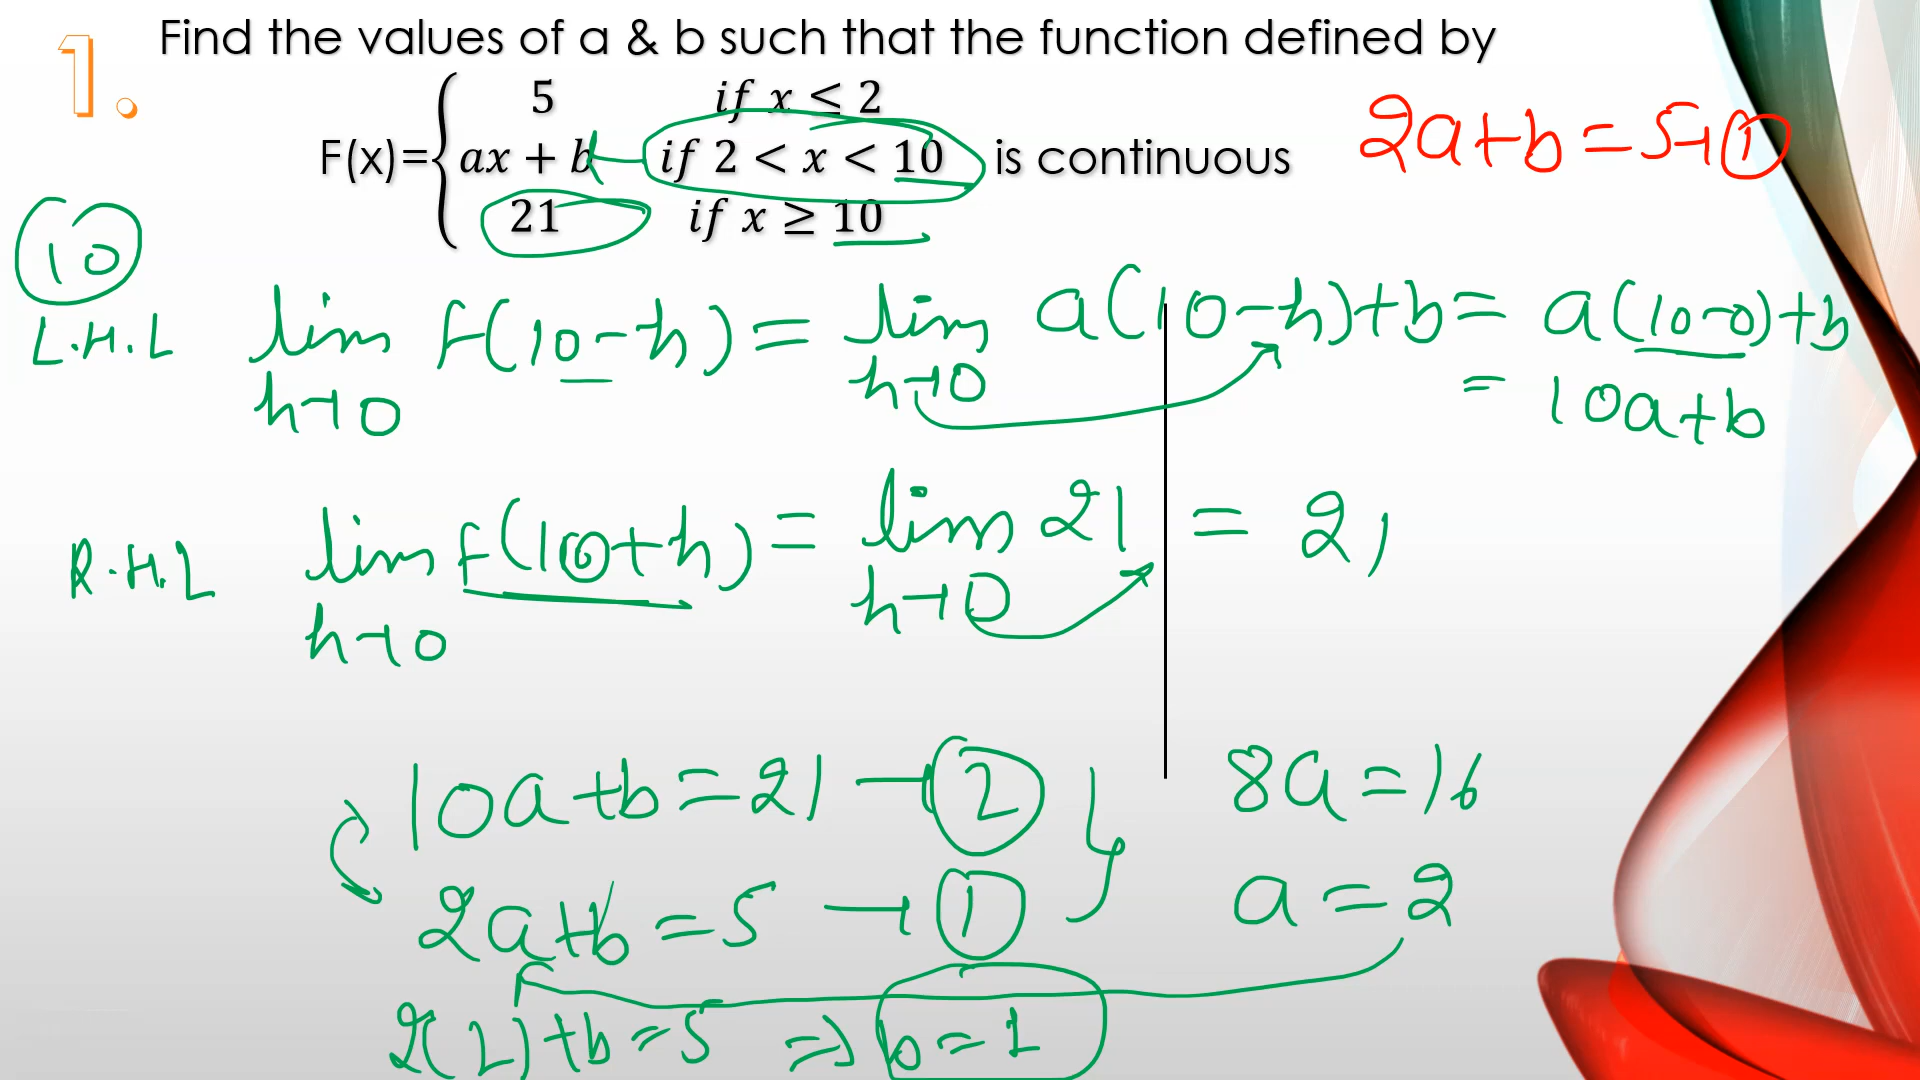 1.
Find the values of a & b such that the function defined by
5 if x ≤ 2
F(x)={ ax + b if 2 < x < 10 is continuous
21 if x ≥ 10
2a+b=5→①
10
L.H.L lim h→0 f(10-h) = lim h→0 a(10-h)+b = a(10-0)+b
= 10a+b
R.H.L lim h→0 f(10+h) = lim h→0 21 = 21
10a+b=21 → ②
2a+b=5 → ①
8a=16
a=2
2(2)+b=5 ⇒ b=1